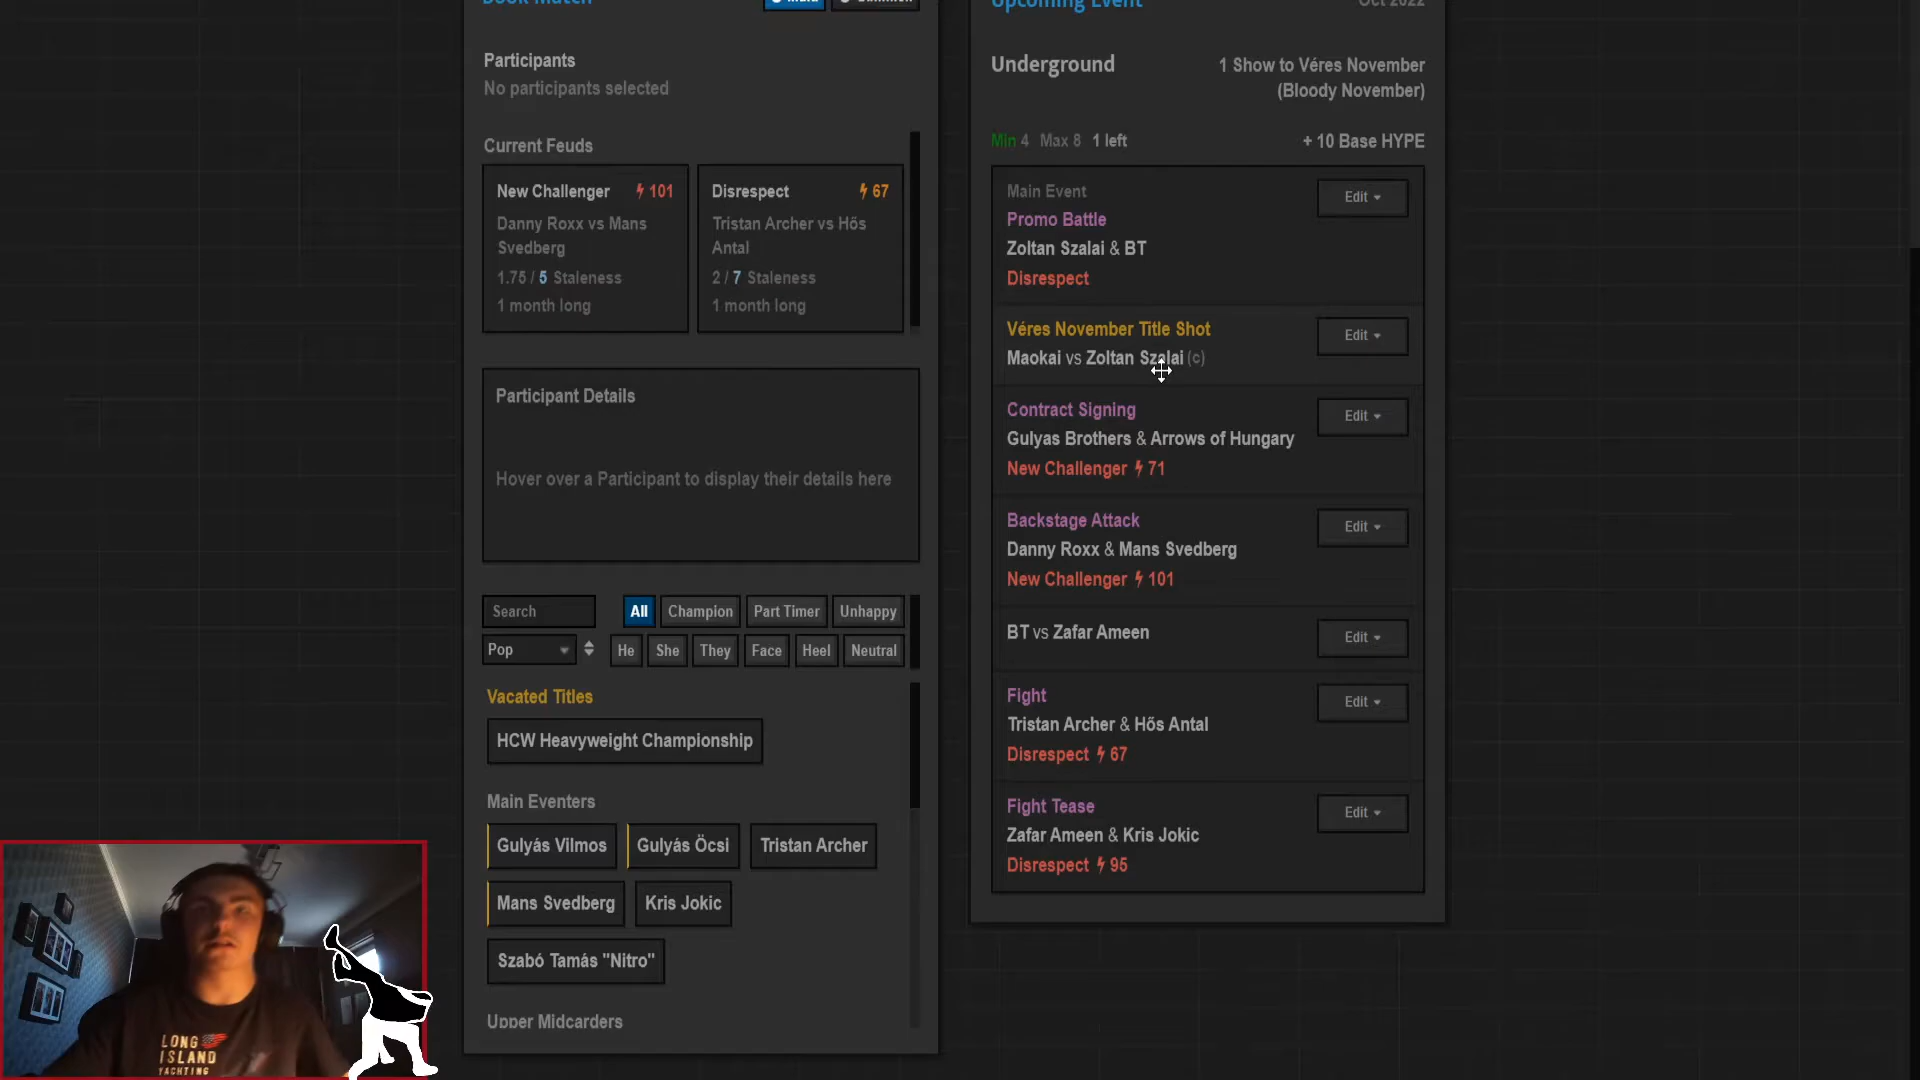 Book Match
Participants
No participants selected
Current Feuds
New Challenger 101
Danny Roxx vs Mans
Svedberg
1.75 / 5 Staleness
1 month long
Disrespect 67
Tristan Archer vs Hős
Antal
2 / 7 Staleness
1 month long
Participant Details
Hover over a Participant to display their details here
Search
All
Champion
Part Timer
Unhappy
Pop
He
She
They
Face
Heel
Neutral
Vacated Titles
HCW Heavyweight Championship
Main Eventers
Gulyás Vilmos
Gulyás Öcsi
Tristan Archer
Mans Svedberg
Kris Jokic
Szabó Tamás "Nitro"
Upper Midcarders
Upcoming Event
Oct 2022
Underground
1 Show to Véres November
(Bloody November)
Min 4 Max 8 1 left
+ 10 Base HYPE
Main Event
Promo Battle
Zoltan Szalai & BT
Disrespect
Edit
Véres November Title Shot
Maokai vs Zoltan Szalai (c)
Edit
Contract Signing
Gulyas Brothers & Arrows of Hungary
New Challenger 71
Edit
Backstage Attack
Danny Roxx & Mans Svedberg
New Challenger 101
Edit
BT vs Zafar Ameen
Edit
Fight
Tristan Archer & Hős Antal
Disrespect 67
Edit
Fight Tease
Zafar Ameen & Kris Jokic
Disrespect 95
Edit
LONG
ISLAND
YACHTING